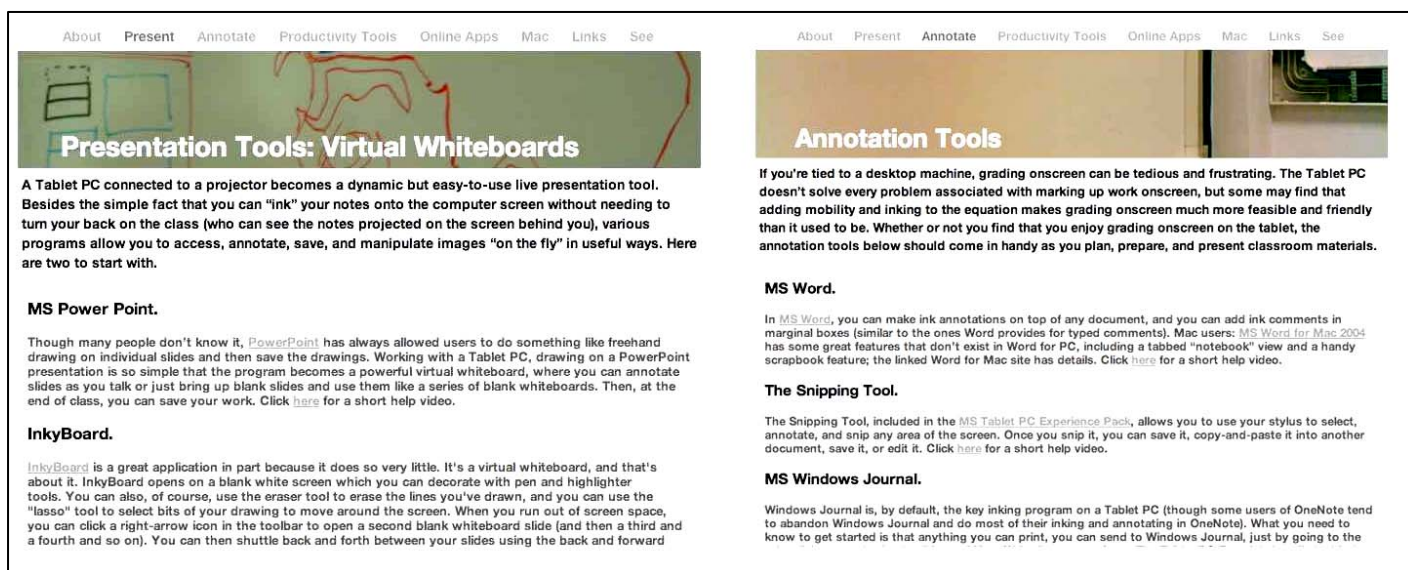 About Present Annotate Productivity Tools Online Apps Mac Links See
Presentation Tools: Virtual Whiteboards
A Tablet PC connected to a projector becomes a dynamic but easy-to-use live presentation tool.
Besides the simple fact that you can “ink” your notes onto the computer screen without needing to
turn your back on the class (who can see the notes projected on the screen behind you), various
programs allow you to access, annotate, save, and manipulate images “on the fly” in useful ways. Here
are two to start with.
MS Power Point.
Though many people don’t know it, PowerPoint has always allowed users to do something like freehand
drawing on individual slides and then save the drawings. Working with a Tablet PC, drawing on a PowerPoint
presentation is so simple that the program becomes a powerful virtual whiteboard, where you can annotate
slides as you talk or just bring up blank slides and use them like a series of blank whiteboards. Then, at the
end of class, you can save your work. Click here for a short help video.
InkyBoard.
InkyBoard is a great application in part because it does so very little. It's a virtual whiteboard, and that's
about it. InkyBoard opens on a blank white screen which you can decorate with pen and highlighter
tools. You can also, of course, use the eraser tool to erase the lines you've drawn, and you can use the
"lasso" tool to select bits of your drawing to move around the screen. When you run out of screen space,
you can click a right-arrow icon in the toolbar to open a second blank whiteboard slide (and then a third and
a fourth and so on). You can then shuttle back and forth between your slides using the back and forward
About Present Annotate Productivity Tools Online Apps Mac Links See
Annotation Tools
If you’re tied to a desktop machine, grading onscreen can be tedious and frustrating. The Tablet PC
doesn’t solve every problem associated with marking up work onscreen, but some may find that
adding mobility and inking to the equation makes grading onscreen much more feasible and friendly
than it used to be. Whether or not you find that you enjoy grading onscreen on the tablet, the
annotation tools below should come in handy as you plan, prepare, and present classroom materials.
MS Word.
In MS Word, you can make ink annotations on top of any document, and you can add ink comments in
marginal boxes (similar to the ones Word provides for typed comments). Mac users: MS Word for Mac 2004
has some great features that don’t exist in Word for PC, including a tabbed “notebook” view and a handy
scrapbook feature; the linked Word for Mac site has details. Click here for a short help video.
The Snipping Tool.
The Snipping Tool, included in the MS Tablet PC Experience Pack, allows you to use your stylus to select,
annotate, and snip any area of the screen. Once you snip it, you can save it, copy-and-paste it into another
document, save it, or edit it. Click here for a short help video.
MS Windows Journal.
Windows Journal is, by default, the key inking program on a Tablet PC (though some users of OneNote tend
to abandon Windows Journal and do most of their inking and annotating in OneNote). What you need to
know to get started is that anything you can print, you can send to Windows Journal, just by going to the